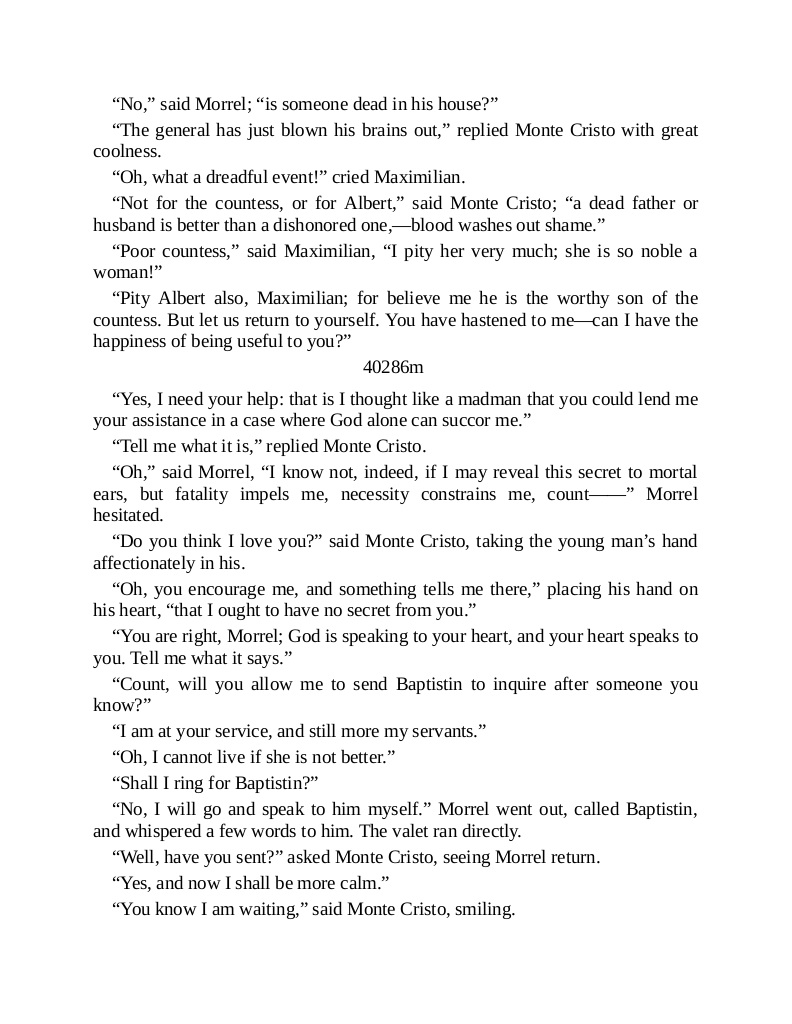 “No,” said Morrel; “is someone dead in his house?”
“The general has just blown his brains out,” replied Monte Cristo with great
coolness.
“Oh, what a dreadful event!” cried Maximilian.
“Not for the countess, or for Albert,” said Monte Cristo; “a dead father or
husband is better than a dishonored one,—blood washes out shame.”
“Poor countess,” said Maximilian, “I pity her very much; she is so noble a
woman!”
“Pity Albert also, Maximilian; for believe me he is the worthy son of the
countess. But let us return to yourself. You have hastened to me—can I have the
happiness of being useful to you?”
40286m
“Yes, I need your help: that is I thought like a madman that you could lend me
your assistance in a case where God alone can succor me.”
“Tell me what it is,” replied Monte Cristo.
“Oh,” said Morrel, “I know not, indeed, if I may reveal this secret to mortal
ears, but fatality impels me, necessity constrains me, count——” Morrel
hesitated.
“Do you think I love you?” said Monte Cristo, taking the young man’s hand
affectionately in his.
“Oh, you encourage me, and something tells me there,” placing his hand on
his heart, “that I ought to have no secret from you.”
“You are right, Morrel; God is speaking to your heart, and your heart speaks to
you. Tell me what it says.”
“Count, will you allow me to send Baptistin to inquire after someone you
know?”
“I am at your service, and still more my servants.”
“Oh, I cannot live if she is not better.”
“Shall I ring for Baptistin?”
“No, I will go and speak to him myself.” Morrel went out, called Baptistin,
and whispered a few words to him. The valet ran directly.
“Well, have you sent?” asked Monte Cristo, seeing Morrel return.
“Yes, and now I shall be more calm.”
“You know I am waiting,” said Monte Cristo, smiling.